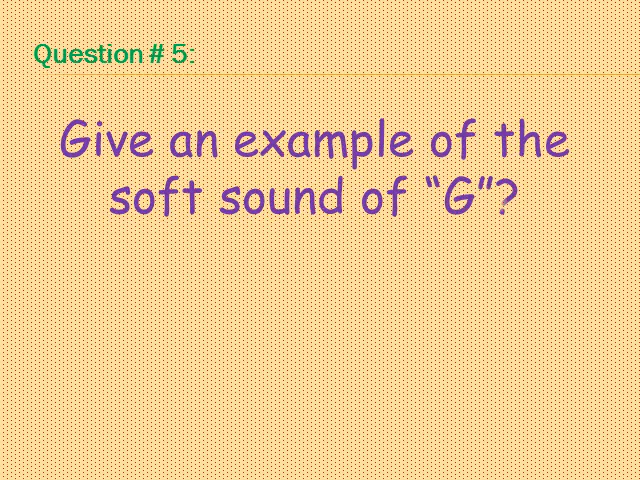 Question # 5:
Give an example of the
soft sound of “G”?